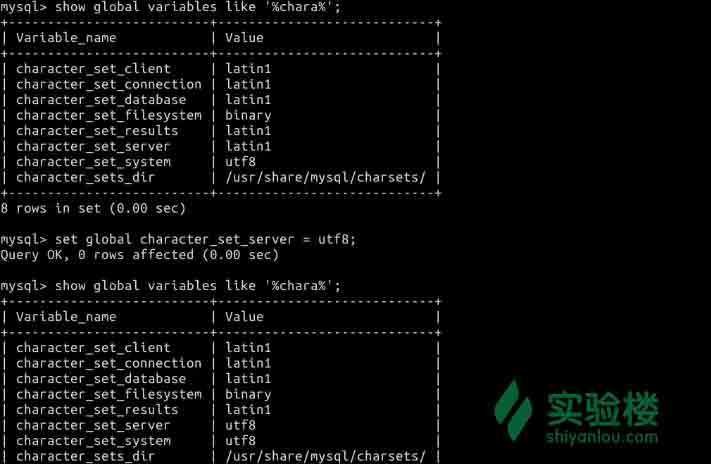 mysql> show global variables like '%chara%';
+--------------------------+----------------------------+
| Variable_name            | Value                      |
+--------------------------+----------------------------+
| character_set_client     | latin1                     |
| character_set_connection | latin1                     |
| character_set_database   | latin1                     |
| character_set_filesystem | binary                     |
| character_set_results    | latin1                     |
| character_set_server     | latin1                     |
| character_set_system     | utf8                       |
| character_sets_dir       | /usr/share/mysql/charsets/ |
+--------------------------+----------------------------+
8 rows in set (0.00 sec)
mysql> set global character_set_server = utf8;
Query OK, 0 rows affected (0.00 sec)
mysql> show global variables like '%chara%';
+--------------------------+----------------------------+
| Variable_name            | Value                      |
+--------------------------+----------------------------+
| character_set_client     | latin1                     |
| character_set_connection | latin1                     |
| character_set_database   | latin1                     |
| character_set_filesystem | binary                     |
| character_set_results    | latin1                     |
| character_set_server     | utf8                       |
| character_set_system     | utf8                       |
| character_sets_dir       | /usr/share/mysql/charsets/ |
实验楼
shiyanlou.com